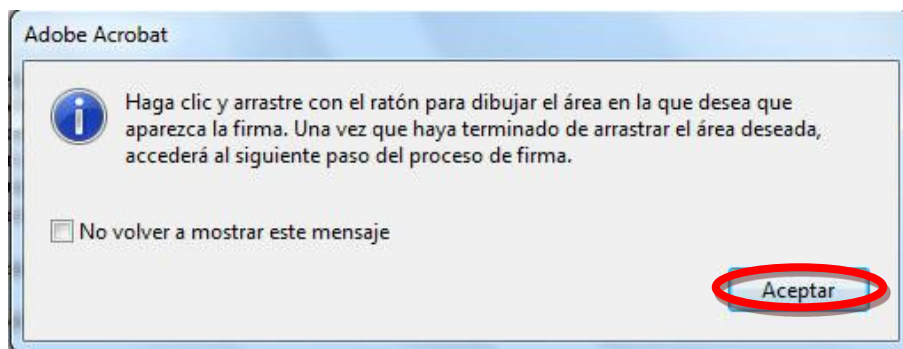 Adobe Acrobat
Haga clic y arrastre con el ratón para dibujar el área en la que desea que
aparezca la firma. Una vez que haya terminado de arrastrar el área deseada,
accederá al siguiente paso del proceso de firma.
No volver a mostrar este mensaje
Aceptar